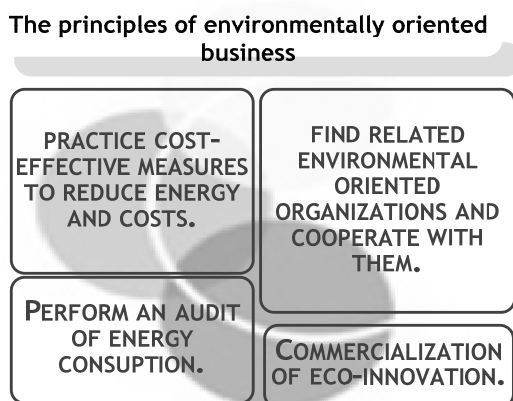 The principles of environmentally oriented
business
PRACTICE COST-
EFFECTIVE MEASURES
TO REDUCE ENERGY
AND COSTS.
FIND RELATED
ENVIRONMENTAL
ORIENTED
ORGANIZATIONS AND
COOPERATE WITH
THEM.
PERFORM AN AUDIT
OF ENERGY
CONSUPTION.
COMMERCIALIZATION
OF ECO-INNOVATION.